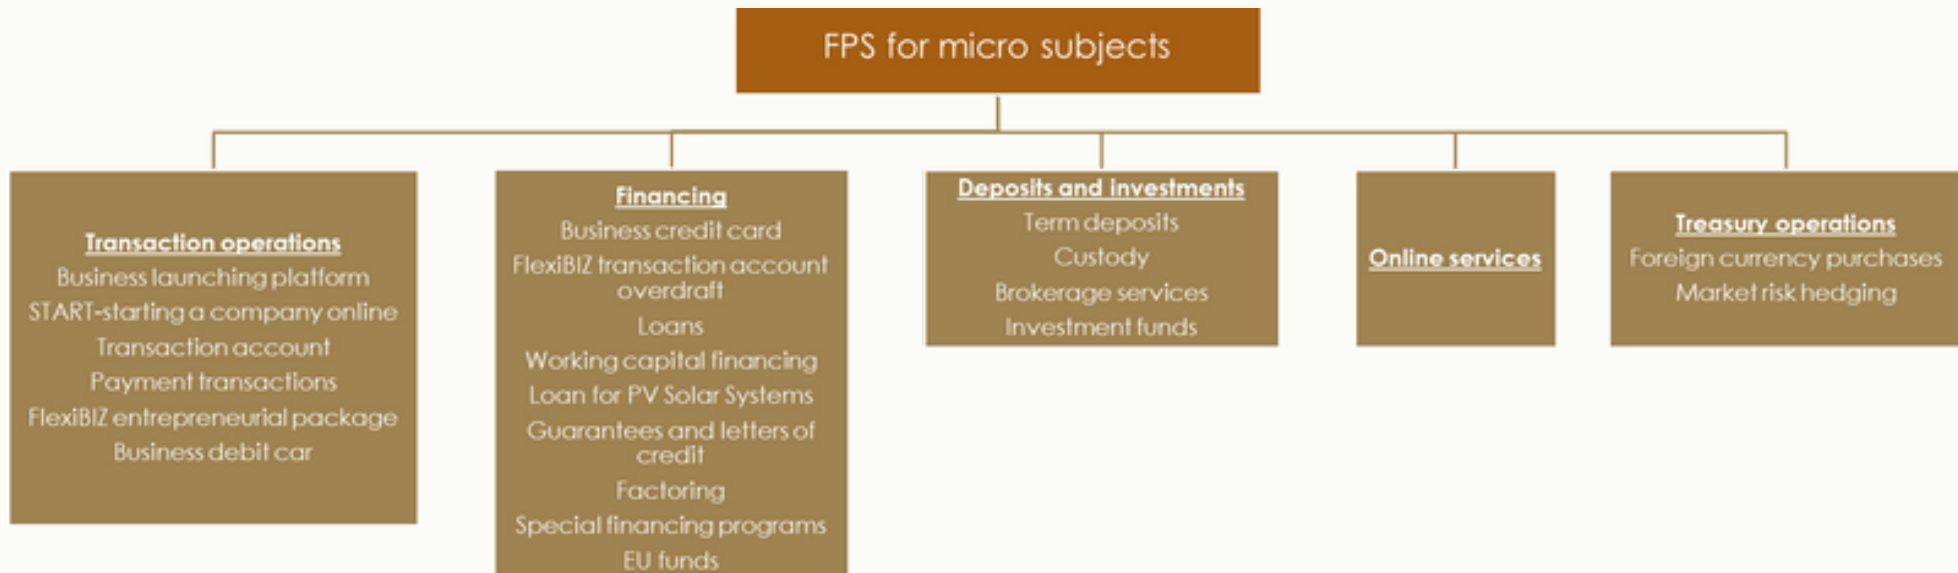 FPS for micro subjects
Transaction operations
Business launching platform
START-starting a company online
Transaction account
Payment transactions
FlexiBIZ entrepreneurial package
Business debit car
Financing
Business credit card
FlexiBIZ transaction account
overdraft
Loans
Working capital financing
Loan for PV Solar Systems
Guarantees and letters of
credit
Factoring
Special financing programs
EU funds
Deposits and investments
Term deposits
Custody
Brokerage services
Investment funds
Online services
Treasury operations
Foreign currency purchases
Market risk hedging